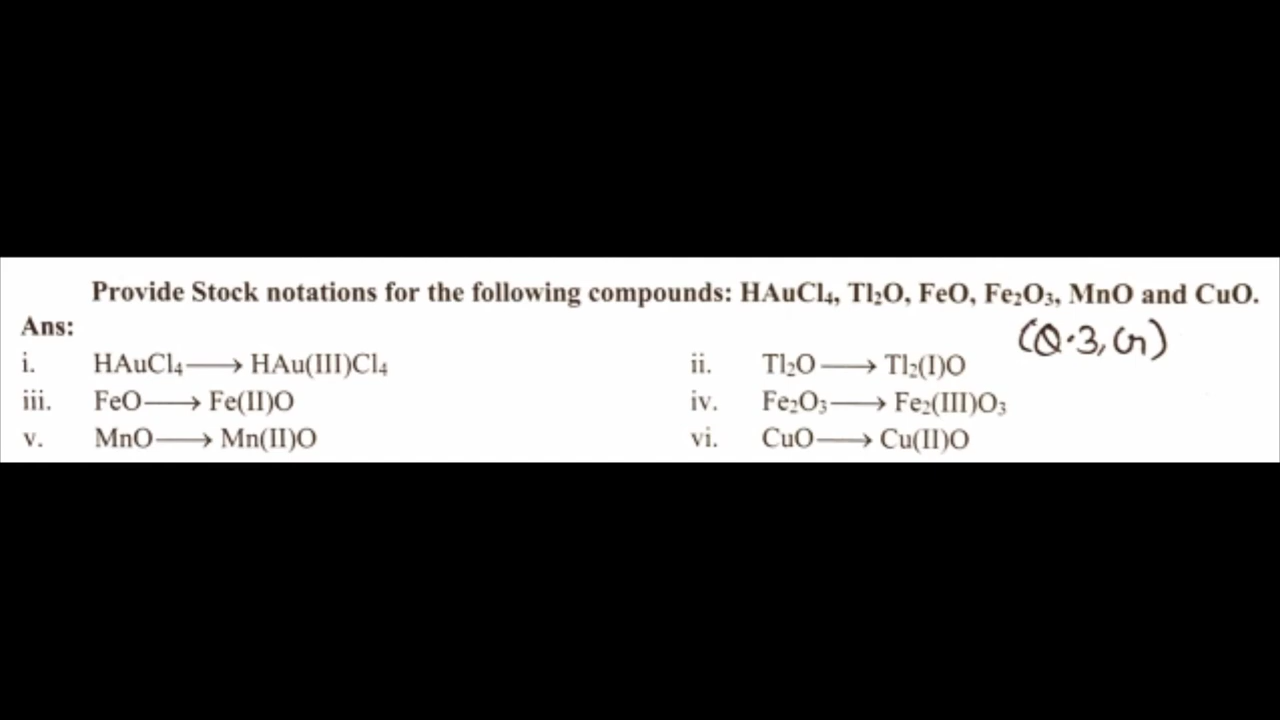 Provide Stock notations for the following compounds: HAuCl₄, Tl₂O, FeO, Fe₂O₃, MnO and CuO.
Ans:
(Q.3, G)
i. HAuCl₄ ⟶ HAu(III)Cl₄ ii. Tl₂O ⟶ Tl₂(I)O
iii. FeO ⟶ Fe(II)O iv. Fe₂O₃ ⟶ Fe₂(III)O₃
v. MnO ⟶ Mn(II)O vi. CuO ⟶ Cu(II)O